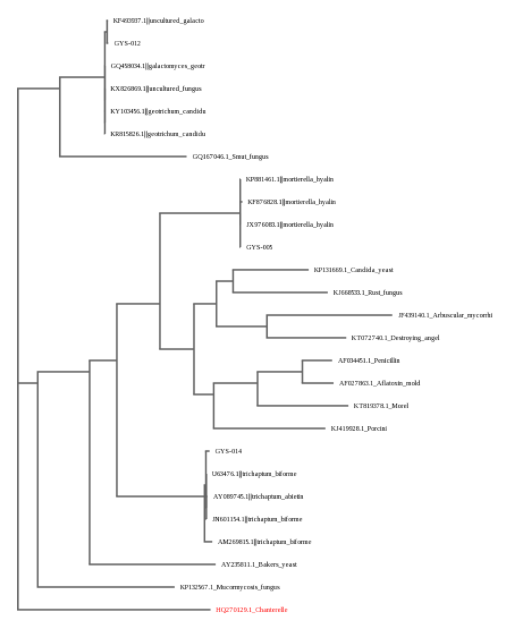 KF493937.1||uncultured_galacto
GYS-012
GQ458034.1||galactomyces_geotr
KX826869.1||uncultured_fungus
KY103456.1||geotrichum_candidu
KR815826.1||geotrichum_candidu
GQ167046.1_Smut_fungus
KP881461.1||mortierella_hyalin
KF876828.1||mortierella_hyalin
JX976083.1||mortierella_hyalin
GYS-005
KP131669.1_Candida_yeast
KJ668533.1_Rust_fungus
JF439140.1_Arbuscular_mycorrhi
KT072740.1_Destroying_angel
AF034451.1_Penicillin
AF027863.1_Aflatoxin_mold
KT819378.1_Morel
KJ419928.1_Porcini
GYS-014
U63476.1||trichaptum_biforme
AY089745.1||trichaptum_abietin
JN601154.1||trichaptum_biforme
AM269815.1||trichaptum_biforme
AY235811.1_Bakers_yeast
KP132567.1_Mucormycosis_fungus
HQ270129.1_Chanterelle